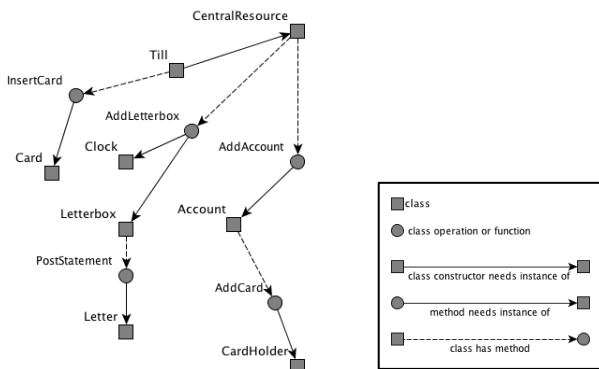 CentralResource
Till
InsertCard
AddLetterbox
Clock
AddAccount
Card
Letterbox
Account
PostStatement
AddCard
Letter
CardHolder
class
class operation or function
class constructor needs instance of
method needs instance of
class has method